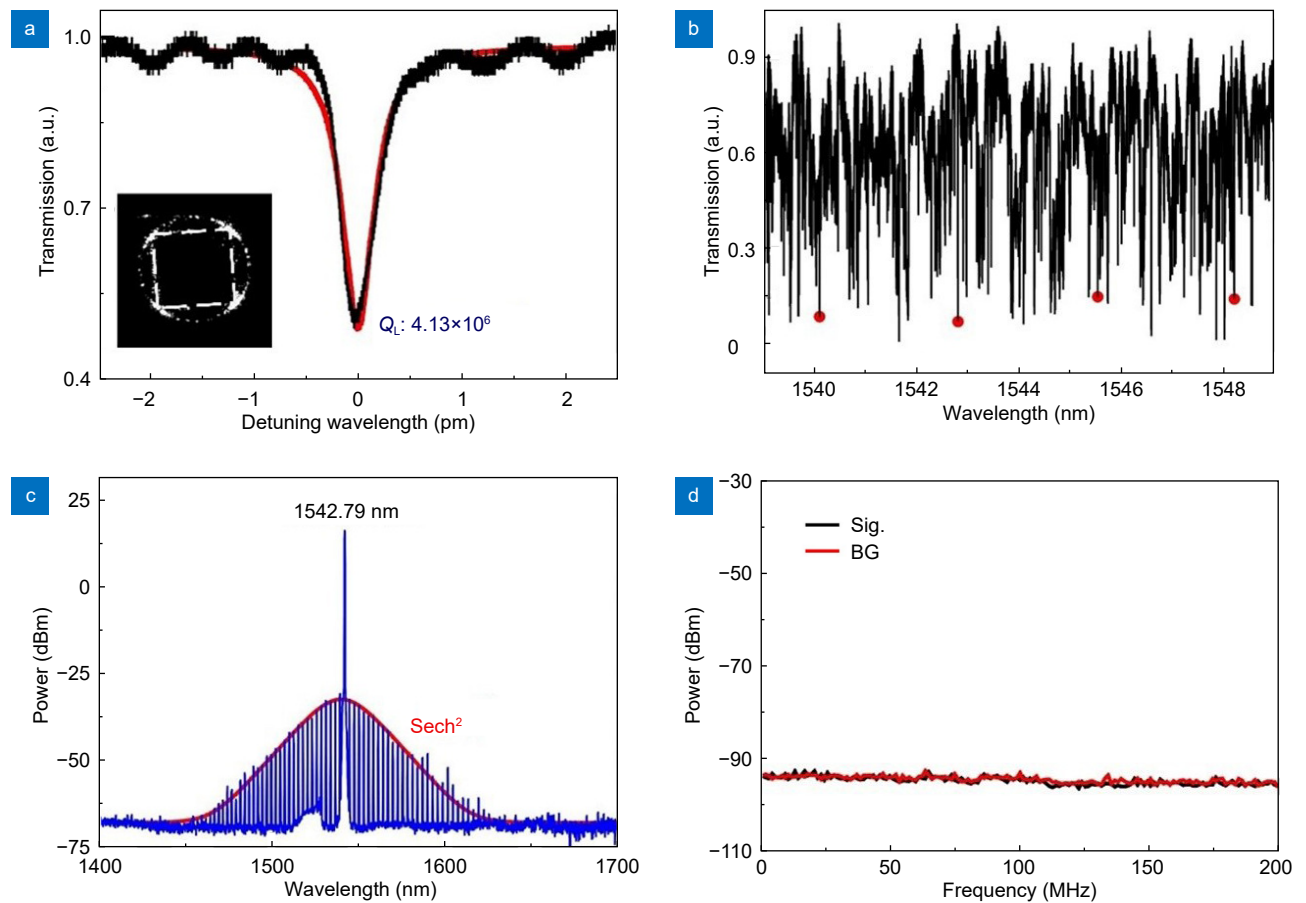 a
1.0
0.7
0.4
Transmission (a.u.)
Q_L: 4.13×10⁶
−2
−1
0
1
2
Detuning wavelength (pm)
b
0.9
0.6
0.3
0
Transmission (a.u.)
1540
1542
1544
1546
1548
Wavelength (nm)
c
25
0
−25
−50
−75
Power (dBm)
1542.79 nm
Sech²
1400
1500
1600
1700
Wavelength (nm)
d
−30
−50
−70
−90
−110
Power (dBm)
Sig.
BG
0
50
100
150
200
Frequency (MHz)